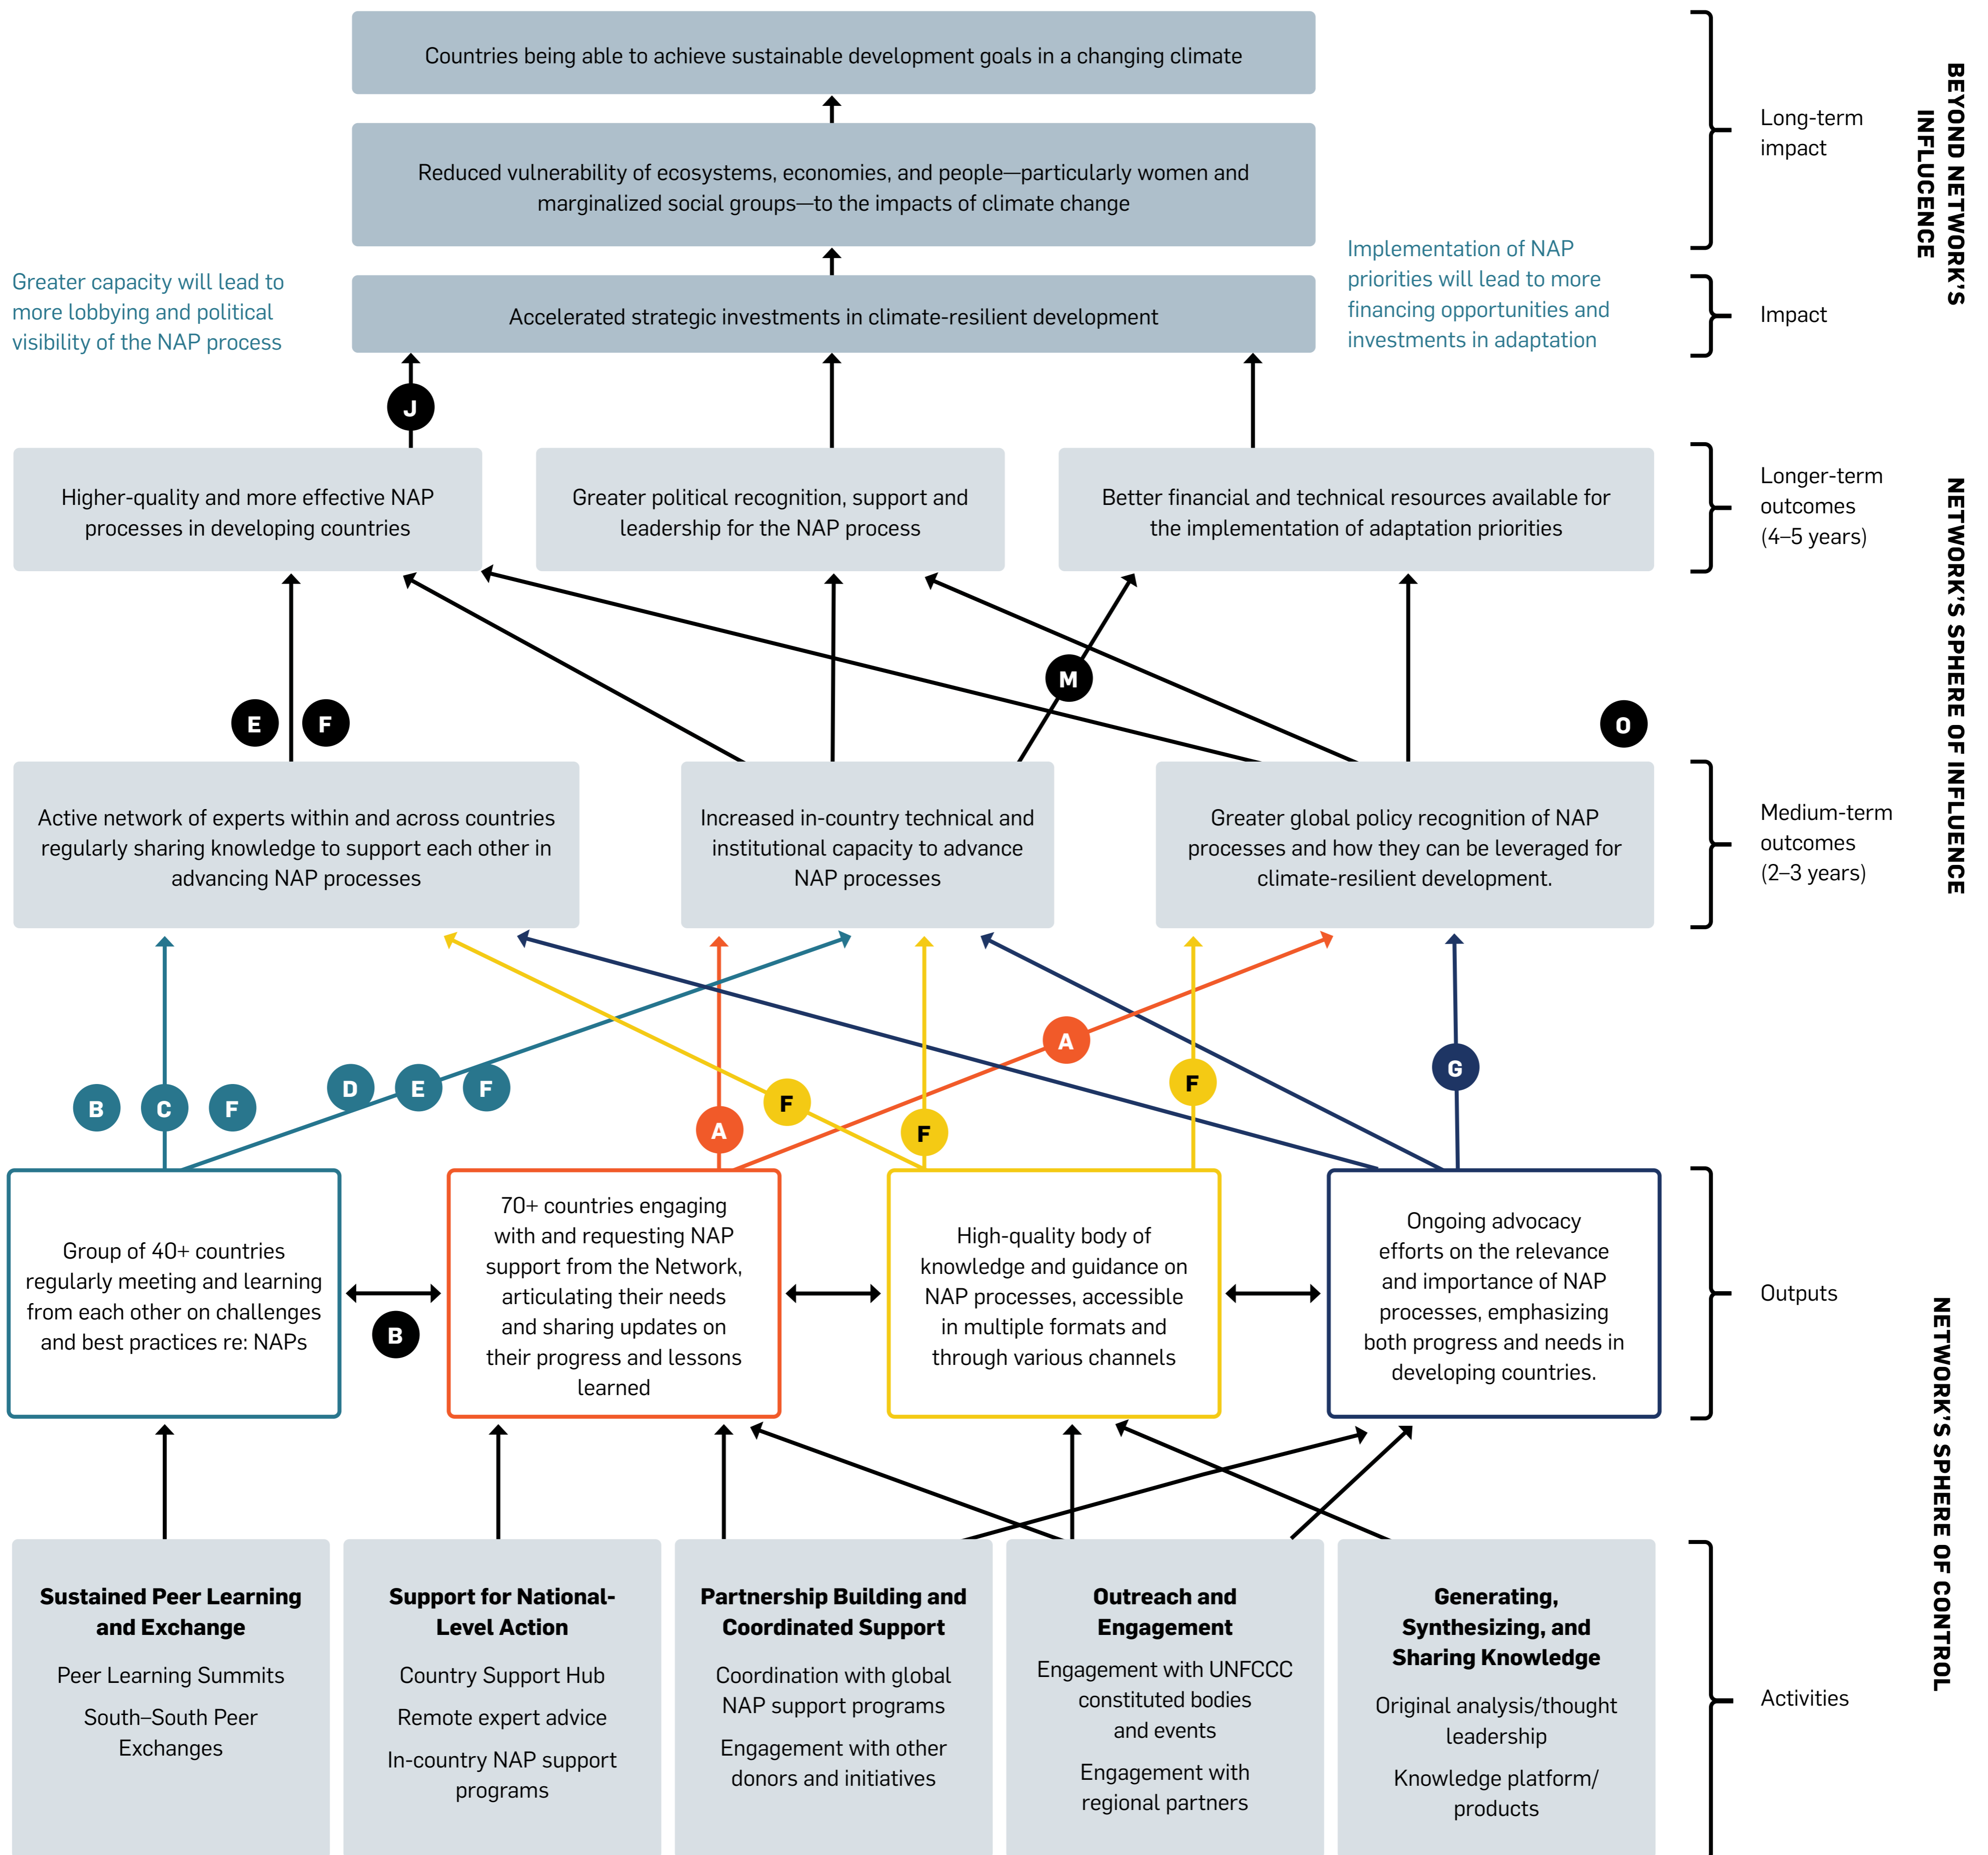 Countries being able to achieve sustainable development goals in a changing climate
Reduced vulnerability of ecosystems, economies, and people—particularly women and
marginalized social groups—to the impacts of climate change
Long-term
impact
BEYOND NETWORK'S
INFLUCENCE
Greater capacity will lead to
more lobbying and political
visibility of the NAP process
Accelerated strategic investments in climate-resilient development
Implementation of NAP
priorities will lead to more
financing opportunities and
investments in adaptation
Impact
J
Higher-quality and more effective NAP
processes in developing countries
Greater political recognition, support and
leadership for the NAP process
Better financial and technical resources available for
the implementation of adaptation priorities
Longer-term
outcomes
(4–5 years)
NETWORK'S SPHERE OF INFLUENCE
E
F
M
O
Active network of experts within and across countries
regularly sharing knowledge to support each other in
advancing NAP processes
Increased in-country technical and
institutional capacity to advance
NAP processes
Greater global policy recognition of NAP
processes and how they can be leveraged for
climate-resilient development.
Medium-term
outcomes
(2–3 years)
B
C
F
D
E
F
A
F
F
A
F
G
Group of 40+ countries
regularly meeting and learning
from each other on challenges
and best practices re: NAPs
B
70+ countries engaging
with and requesting NAP
support from the Network,
articulating their needs
and sharing updates on
their progress and lessons
learned
High-quality body of
knowledge and guidance on
NAP processes, accessible
in multiple formats and
through various channels
Ongoing advocacy
efforts on the relevance
and importance of NAP
processes, emphasizing
both progress and needs in
developing countries.
Outputs
NETWORK'S SPHERE OF CONTROL
Sustained Peer Learning
and Exchange
Peer Learning Summits
South–South Peer
Exchanges
Support for National-
Level Action
Country Support Hub
Remote expert advice
In-country NAP support
programs
Partnership Building and
Coordinated Support
Coordination with global
NAP support programs
Engagement with other
donors and initiatives
Outreach and
Engagement
Engagement with UNFCCC
constituted bodies
and events
Engagement with
regional partners
Generating,
Synthesizing, and
Sharing Knowledge
Original analysis/thought
leadership
Knowledge platform/
products
Activities